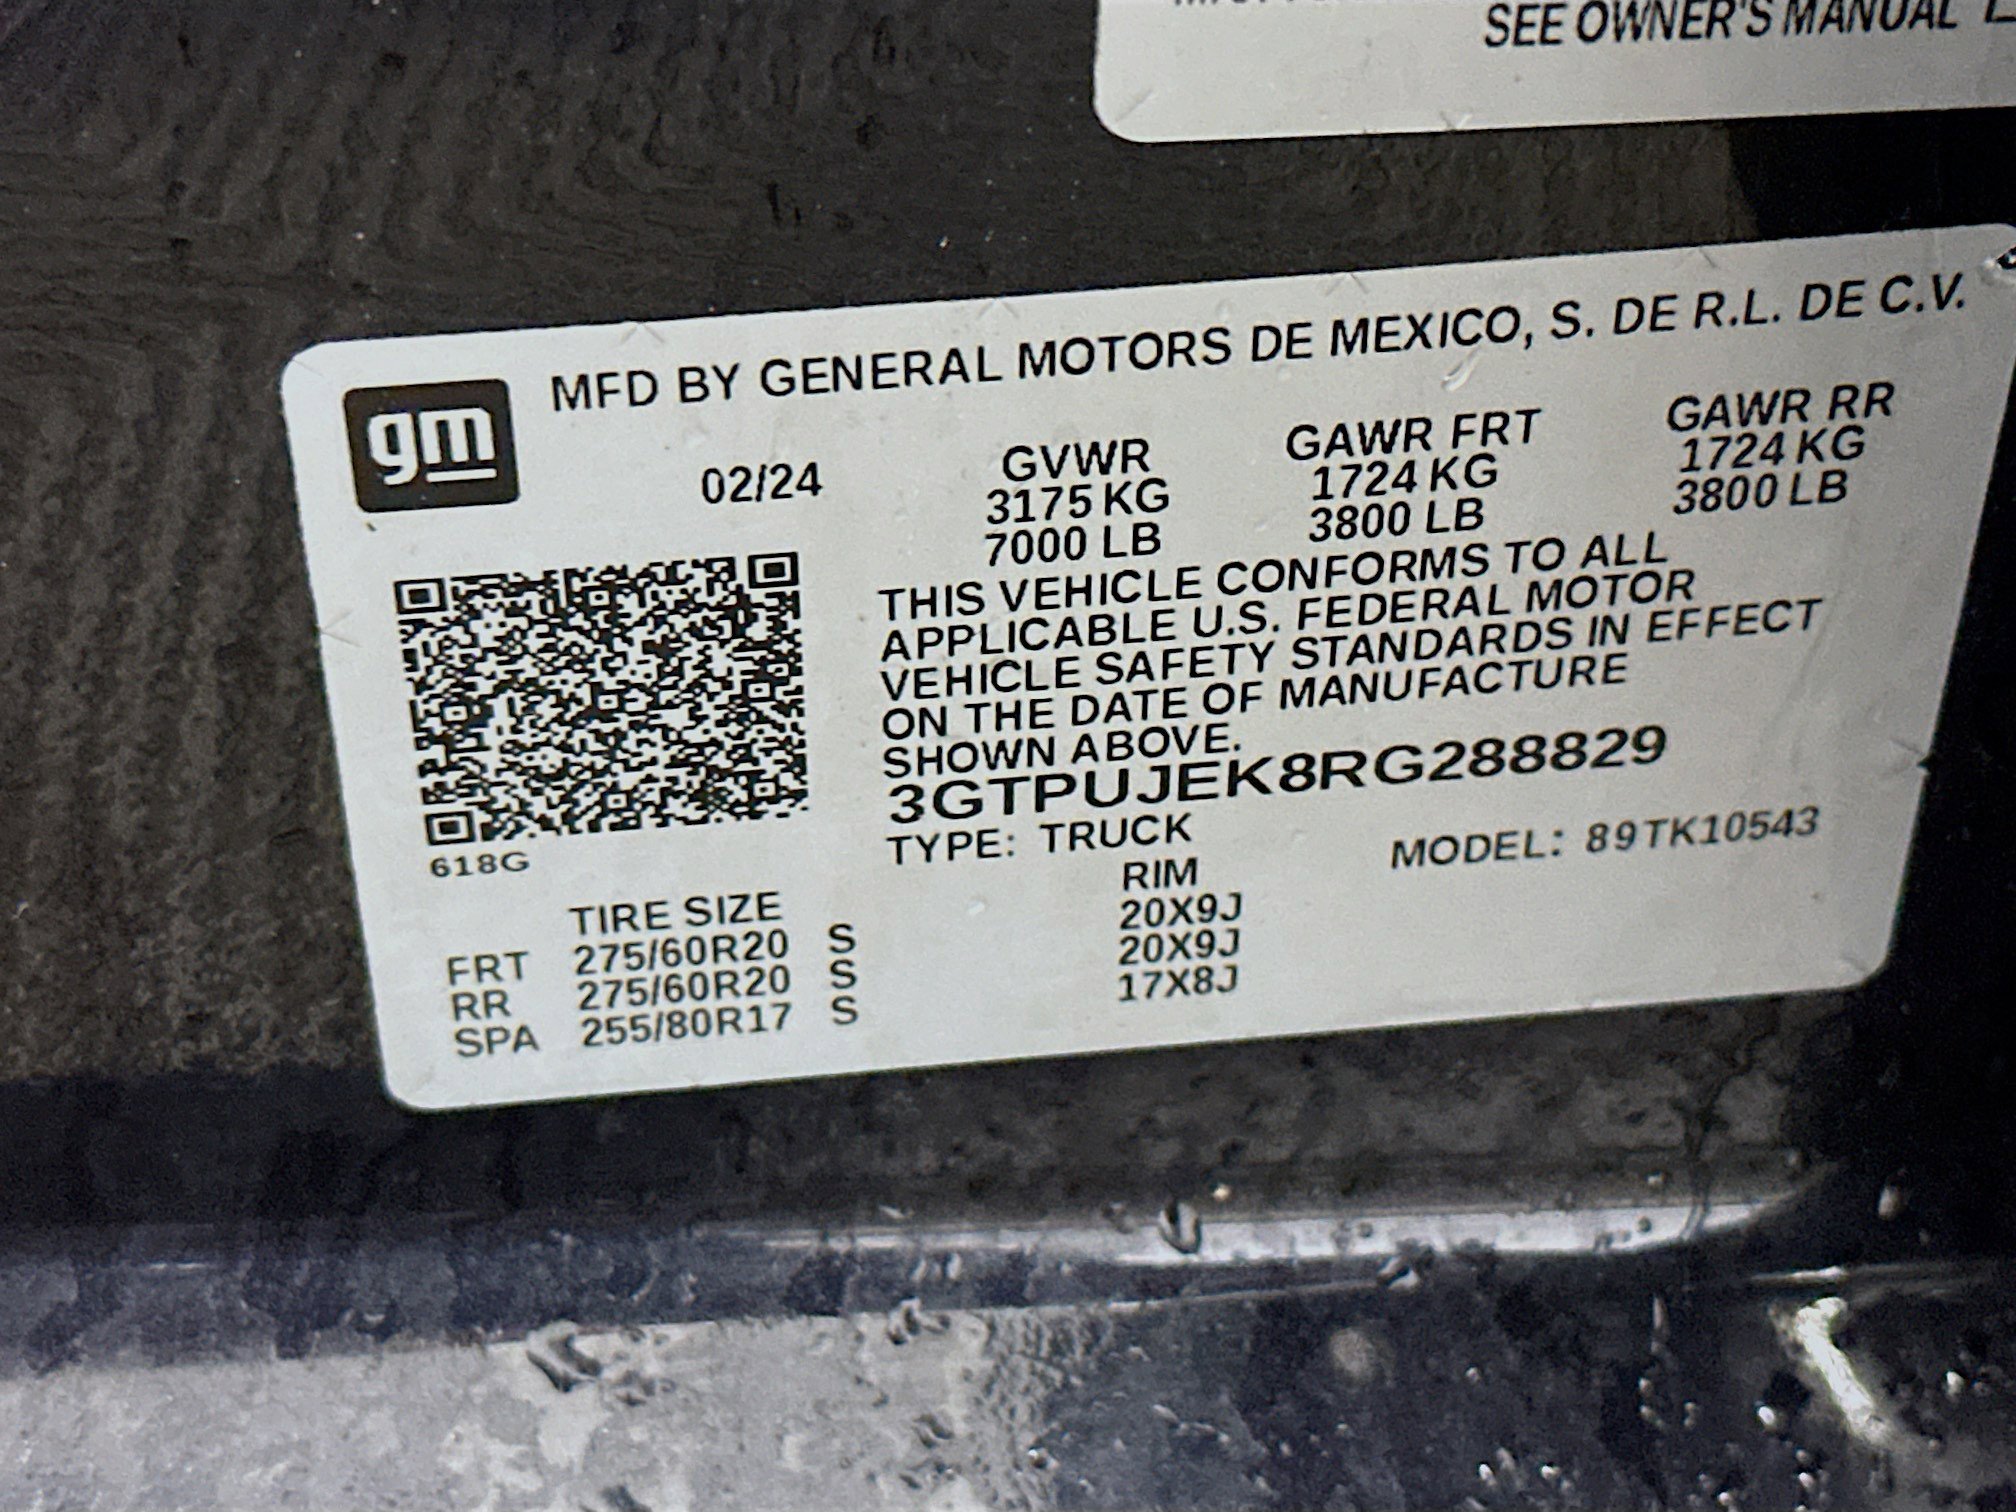 SEE OWNER'S MANUAL
gm
MFD BY GENERAL MOTORS DE MEXICO, S. DE R.L. DE C.V.
02/24
GVWR GAWR FRT GAWR RR
3175 KG 1724 KG 1724 KG
7000 LB 3800 LB 3800 LB
THIS VEHICLE CONFORMS TO ALL
APPLICABLE U.S. FEDERAL MOTOR
VEHICLE SAFETY STANDARDS IN EFFECT
ON THE DATE OF MANUFACTURE
SHOWN ABOVE.
3GTPUJEK8RG288829
618G
TYPE: TRUCK MODEL: 89TK10543
TIRE SIZE RIM
FRT 275/60R20 S 20X9J
RR 275/60R20 S 20X9J
SPA 255/80R17 S 17X8J